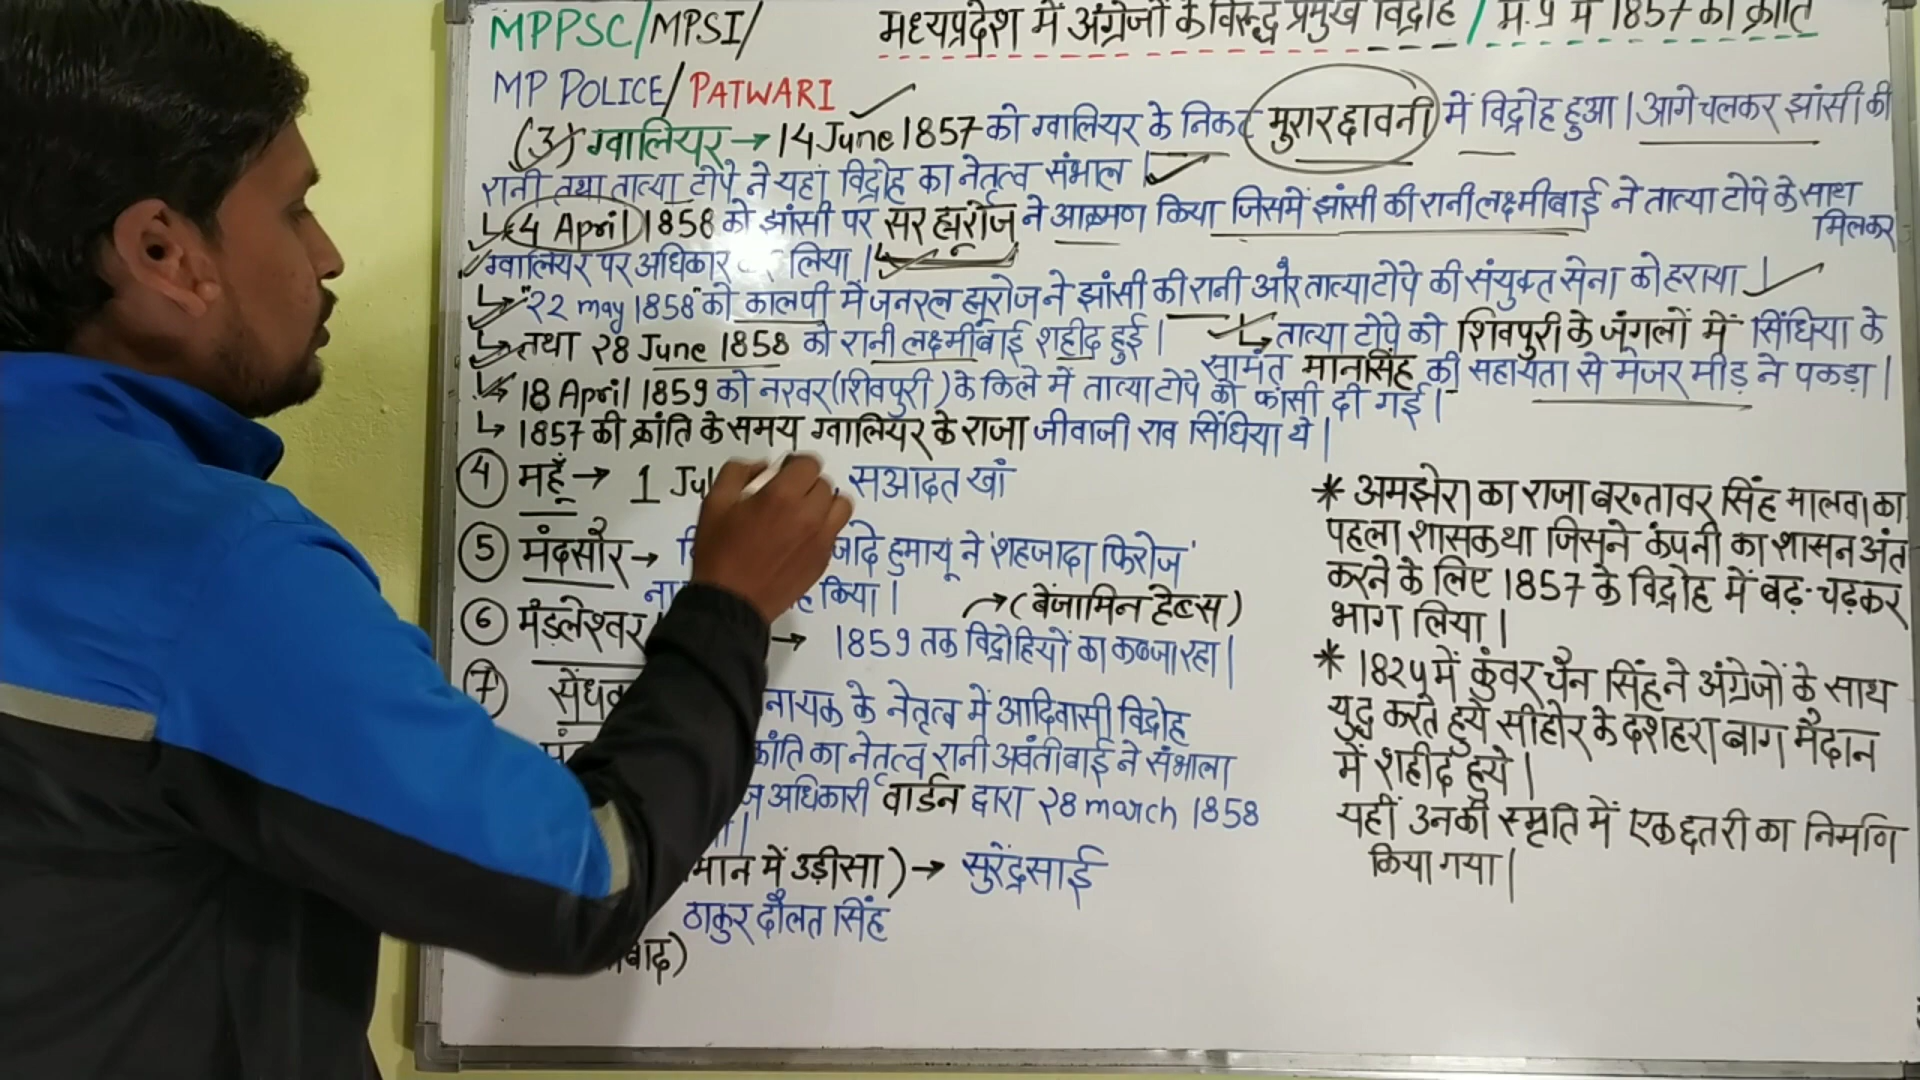 MPPSC/MPSI/ मध्यप्रदेश में अंग्रेजों के विरुद्ध प्रमुख विद्रोह / म.प्र में 1857 की क्रांति
MP POLICE/PATWARI
(3) ग्वालियर → 14 June 1857 को ग्वालियर के निकट मुरार छावनी में विद्रोह हुआ। आगे चलकर झांसी की
रानी तथा तात्या टोपे ने यहां विद्रोह का नेतृत्व संभाल।
↳ 4 April 1858 को झांसी पर सर ह्यूरोज ने आक्रमण किया जिसमें झांसी की रानी लक्ष्मीबाई ने तात्या टोपे के साथ
मिलकर
ग्वालियर पर अधिकार लिया।
↳ "22 may 1858" को कालपी में जनरल ह्यूरोज ने झांसी की रानी और तात्या टोपे की संयुक्त सेना को हराया।
↳ तथा 28 June 1858 को रानी लक्ष्मीबाई शहीद हुई। ↳ तात्या टोपे को शिवपुरी के जंगलों में सिंधिया के
सामंत मानसिंह की सहायता से मेजर मीड़ ने पकड़ा।
↳ 18 April 1859 को नरवर (शिवपुरी) के किले में तात्या टोपे को फांसी दी गई।
↳ 1857 की क्रांति के समय ग्वालियर के राजा जीवाजी राव सिंधिया थे।
④ महूँ → 1 Jul सआदत खां
⑤ मंदसौर → जादे हुमायू ने 'शहजादा फिरोज'
किया।
→ (बेंजामिन हेब्स)
⑥ मंडलेश्वर → 1859 तक विद्रोहियों का कब्जा रहा।
⑦ नायक के नेतृत्व में आदिवासी विद्रोह
क्रांति का नेतृत्व रानी अवंतीबाई ने संभाला
अधिकारी वार्डन द्वारा 28 march 1858
में उड़ीसा) → सुरेंद्रसाई
ठाकुर दौलत सिंह
बाद)
* अमझेरा का राजा बख्तावर सिंह मालवा का
पहला शासक था जिसने कंपनी का शासन अंत
करने के लिए 1857 के विद्रोह में बढ़-चढ़कर
भाग लिया।
* 1824 में कुंवर चैन सिंह ने अंग्रेजों के साथ
युद्ध करते हुये सीहोर के दशहरा बाग मैदान
में शहीद हुये।
यहीं उनकी स्मृति में एक छतरी का निर्माण
किया गया।